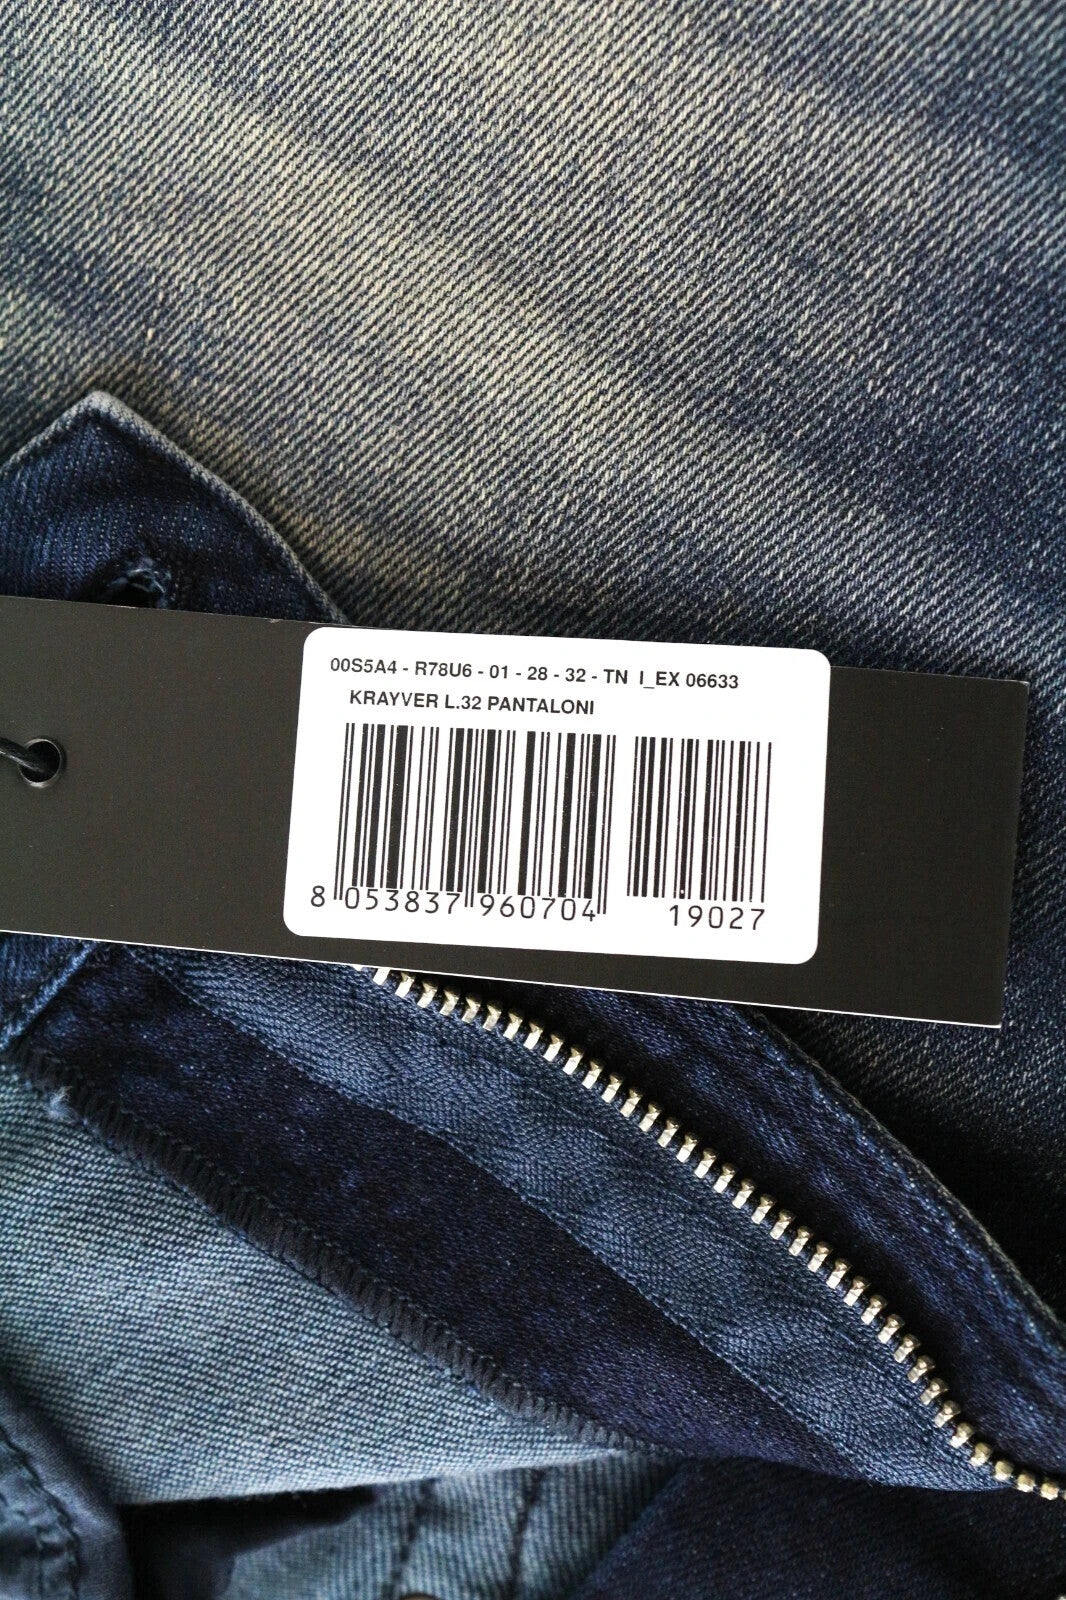 00S5A4 - R78U6 - 01 - 28 - 32 - TN I_EX 06633
KRAYVER L.32 PANTALONI
8 053837 960704 19027